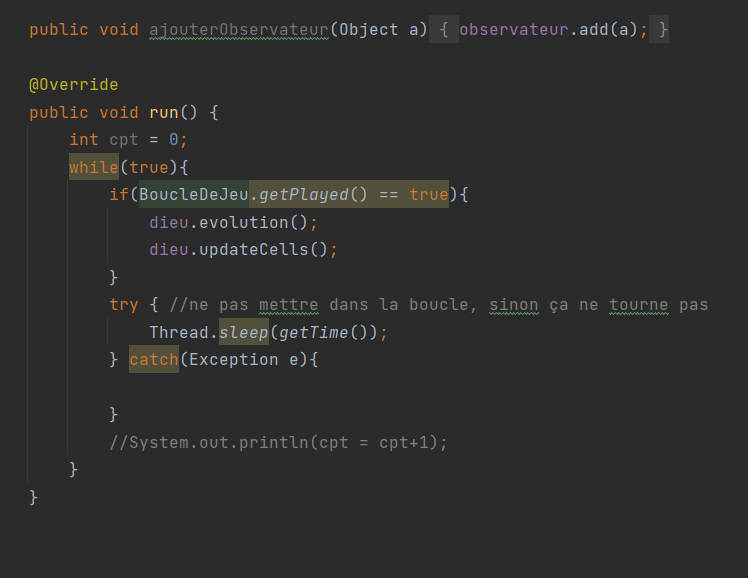 public void ajouterObservateur(Object a) { observateur.add(a); }
@Override
public void run() {
int cpt = 0;
while(true){
if(BoucleDeJeu.getPlayed() == true){
dieu.evolution();
dieu.updateCells();
}
try { //ne pas mettre dans la boucle, sinon ça ne tourne pas
Thread.sleep(getTime());
} catch(Exception e){
}
//System.out.println(cpt = cpt+1);
}
}